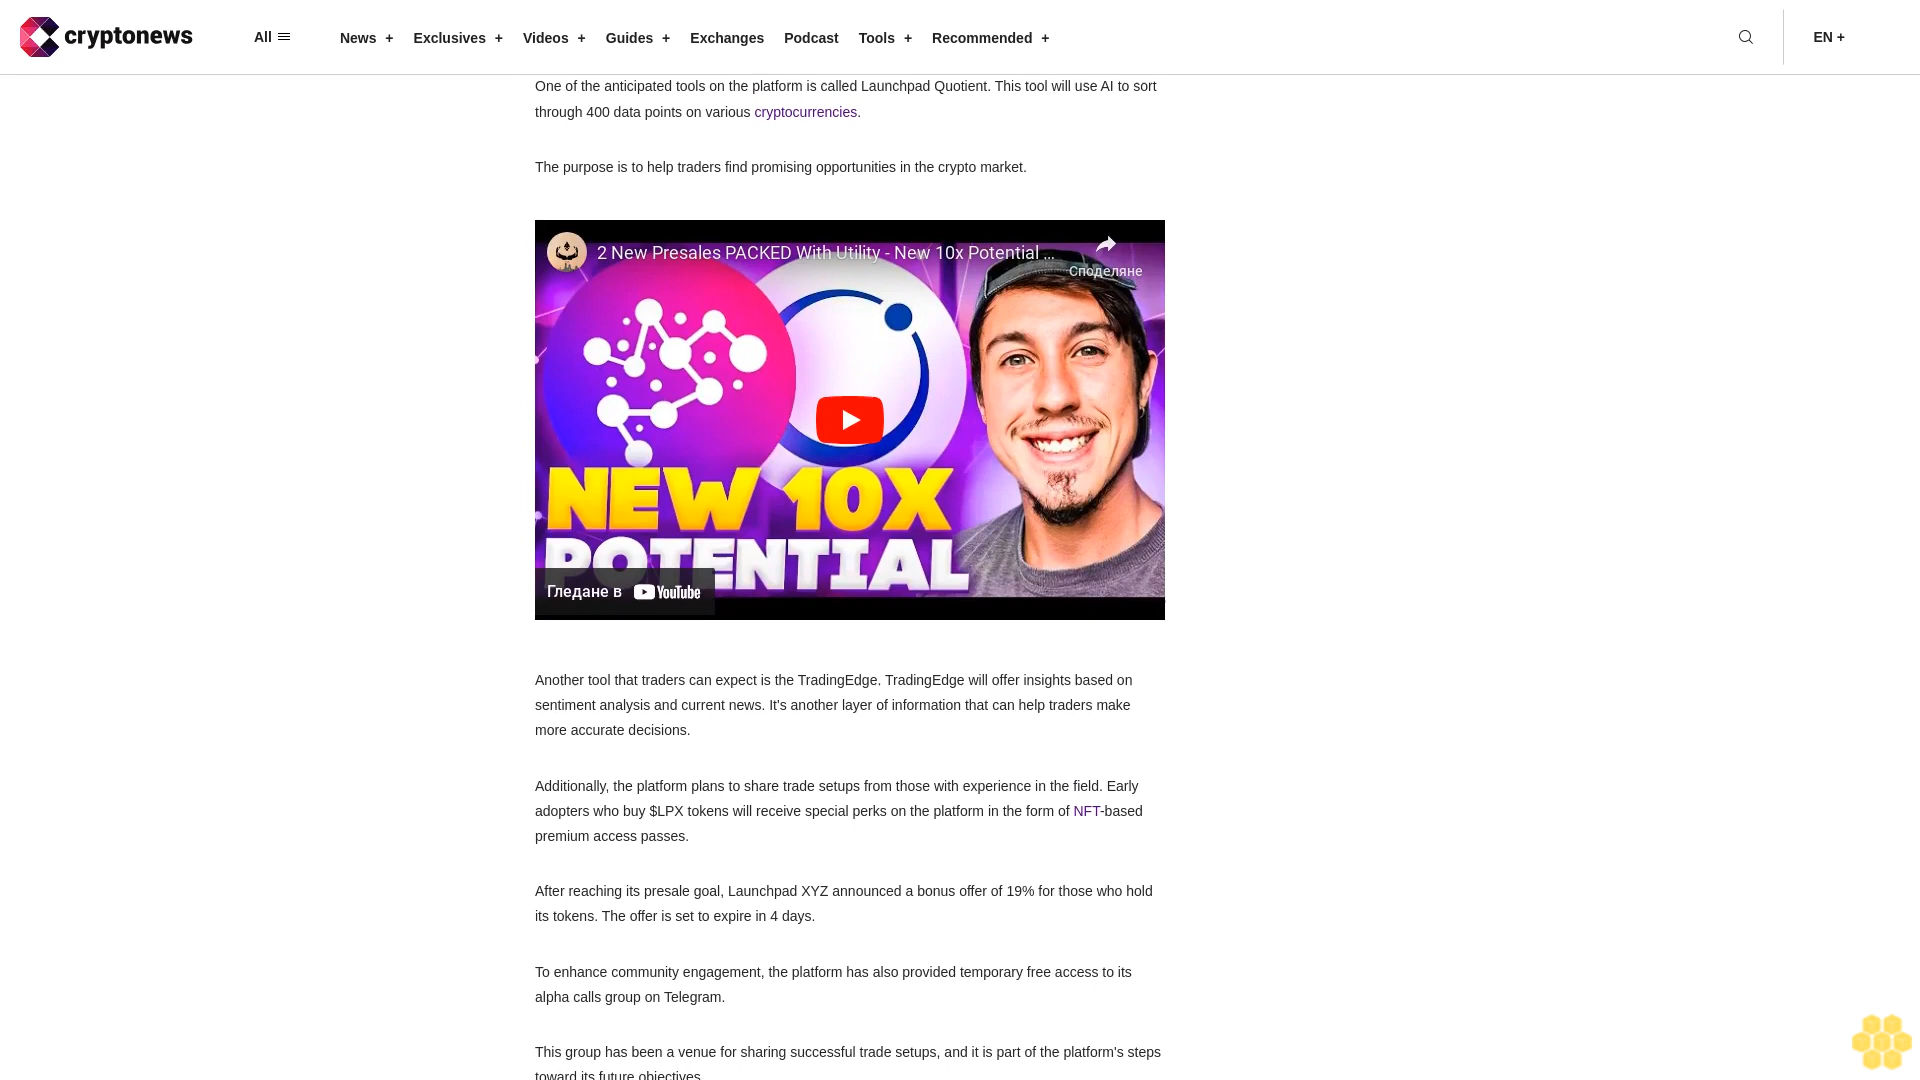 cryptonews
All
News +
Exclusives +
Videos +
Guides +
Exchanges
Podcast
Tools +
Recommended +
EN +
One of the anticipated tools on the platform is called Launchpad Quotient. This tool will use AI to sort
through 400 data points on various cryptocurrencies.
The purpose is to help traders find promising opportunities in the crypto market.
2 New Presales PACKED With Utility - New 10x Potential ...
Споделяне
NEW 10X
POTENTIAL
Гледане в YouTube
Another tool that traders can expect is the TradingEdge. TradingEdge will offer insights based on
sentiment analysis and current news. It's another layer of information that can help traders make
more accurate decisions.
Additionally, the platform plans to share trade setups from those with experience in the field. Early
adopters who buy $LPX tokens will receive special perks on the platform in the form of NFT-based
premium access passes.
After reaching its presale goal, Launchpad XYZ announced a bonus offer of 19% for those who hold
its tokens. The offer is set to expire in 4 days.
To enhance community engagement, the platform has also provided temporary free access to its
alpha calls group on Telegram.
This group has been a venue for sharing successful trade setups, and it is part of the platform's steps
toward its future objectives.